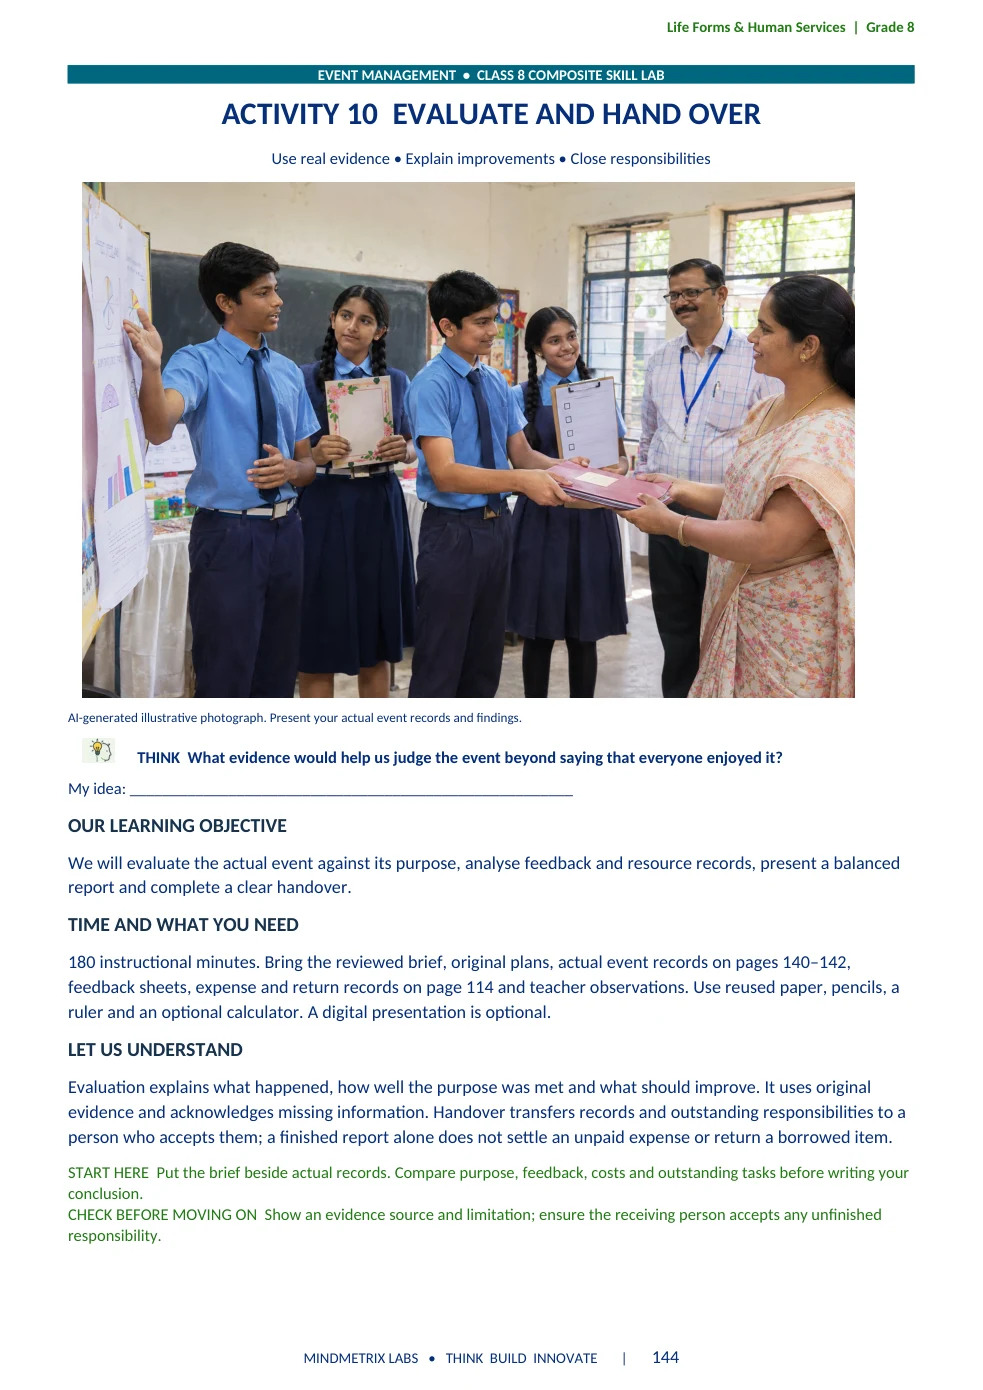 Life Forms & Human Services | Grade 8
EVENT MANAGEMENT ● CLASS 8 COMPOSITE SKILL LAB
ACTIVITY 10 EVALUATE AND HAND OVER
Use real evidence ● Explain improvements ● Close responsibilities
AI-generated illustrative photograph. Present your actual event records and findings.
THINK What evidence would help us judge the event beyond saying that everyone enjoyed it?
My idea: ______________________________________________________
OUR LEARNING OBJECTIVE
We will evaluate the actual event against its purpose, analyse feedback and resource records, present a balanced
report and complete a clear handover.
TIME AND WHAT YOU NEED
180 instructional minutes. Bring the reviewed brief, original plans, actual event records on pages 140–142,
feedback sheets, expense and return records on page 114 and teacher observations. Use reused paper, pencils, a
ruler and an optional calculator. A digital presentation is optional.
LET US UNDERSTAND
Evaluation explains what happened, how well the purpose was met and what should improve. It uses original
evidence and acknowledges missing information. Handover transfers records and outstanding responsibilities to a
person who accepts them; a finished report alone does not settle an unpaid expense or return a borrowed item.
START HERE Put the brief beside actual records. Compare purpose, feedback, costs and outstanding tasks before writing your
conclusion.
CHECK BEFORE MOVING ON Show an evidence source and limitation; ensure the receiving person accepts any unfinished
responsibility.
MINDMETRIX LABS ● THINK BUILD INNOVATE | 144